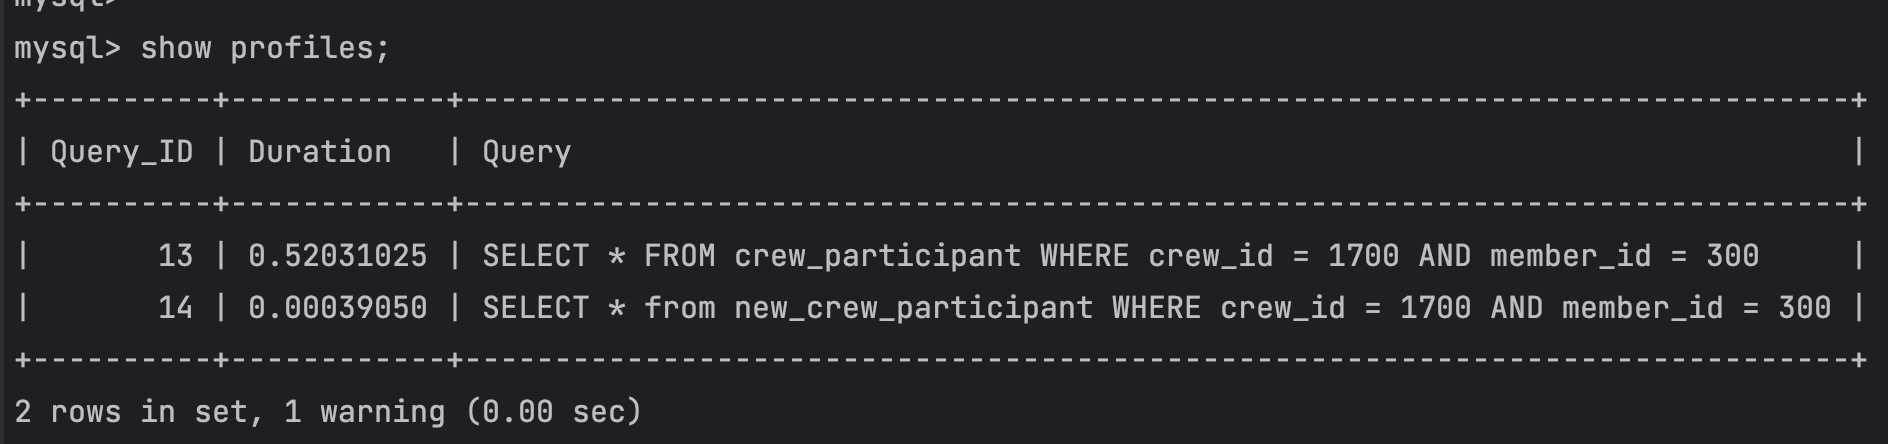 mysql>
mysql> show profiles;
+----------+------------+-----------------------------------------------------------------------------+
| Query_ID | Duration   | Query                                                                       |
+----------+------------+-----------------------------------------------------------------------------+
|       13 | 0.52031025 | SELECT * FROM crew_participant WHERE crew_id = 1700 AND member_id = 300     |
|       14 | 0.00039050 | SELECT * from new_crew_participant WHERE crew_id = 1700 AND member_id = 300 |
+----------+------------+-----------------------------------------------------------------------------+
2 rows in set, 1 warning (0.00 sec)